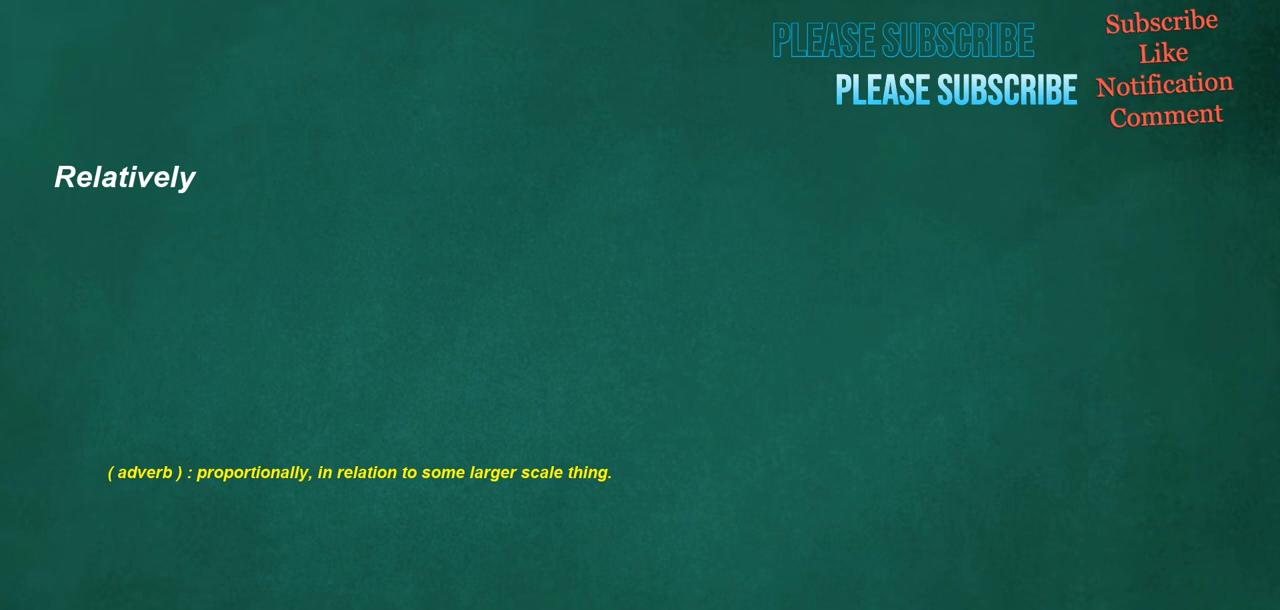 PLEASE SUBSCRIBE
PLEASE SUBSCRIBE
Subscribe
Like
Notification
Comment
Relatively
( adverb ) : proportionally, in relation to some larger scale thing.